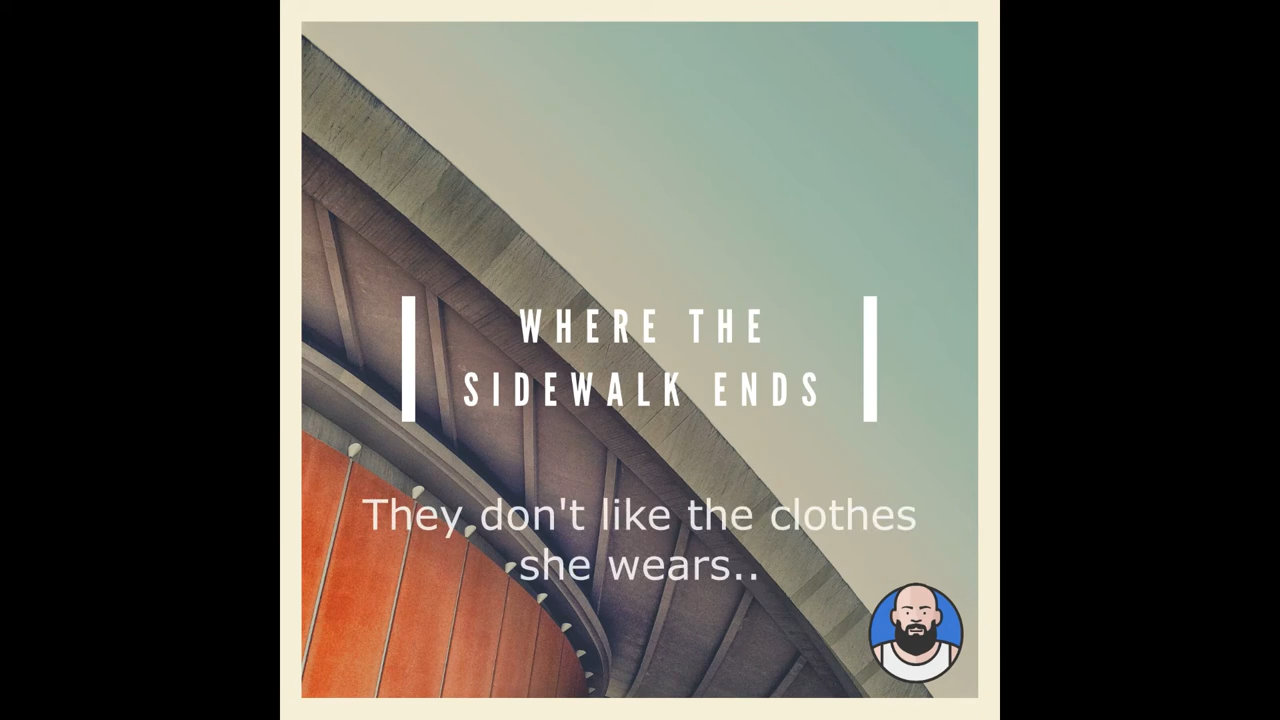 WHERE THE
SIDEWALK ENDS
They don't like the clothes
she wears..